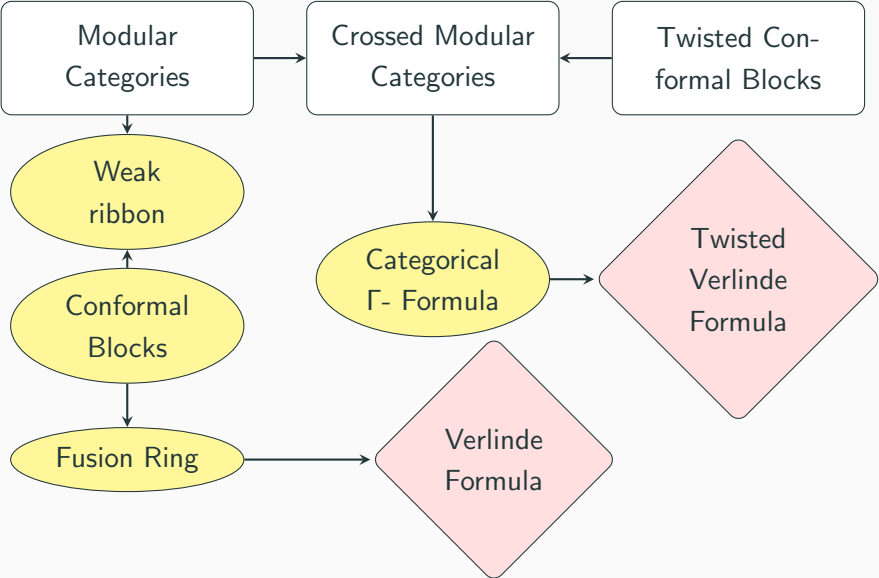 Modular
Categories
Crossed Modular
Categories
Twisted Con-
formal Blocks
Weak
ribbon
Conformal
Blocks
Categorical
Γ- Formula
Twisted
Verlinde
Formula
Fusion Ring
Verlinde
Formula